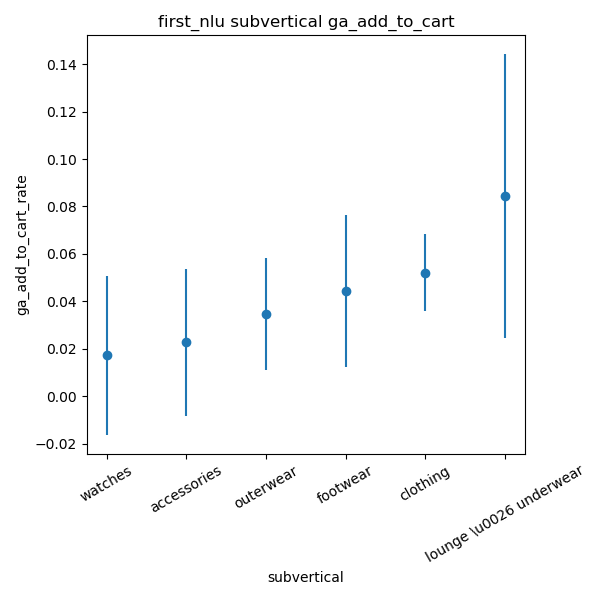 first_nlu subvertical ga_add_to_cart
0.14
0.12
0.10
0.08
0.06
0.04
0.02
0.00
−0.02
ga_add_to_cart_rate
watches
accessories
outerwear
footwear
clothing
lounge \u0026 underwear
subvertical